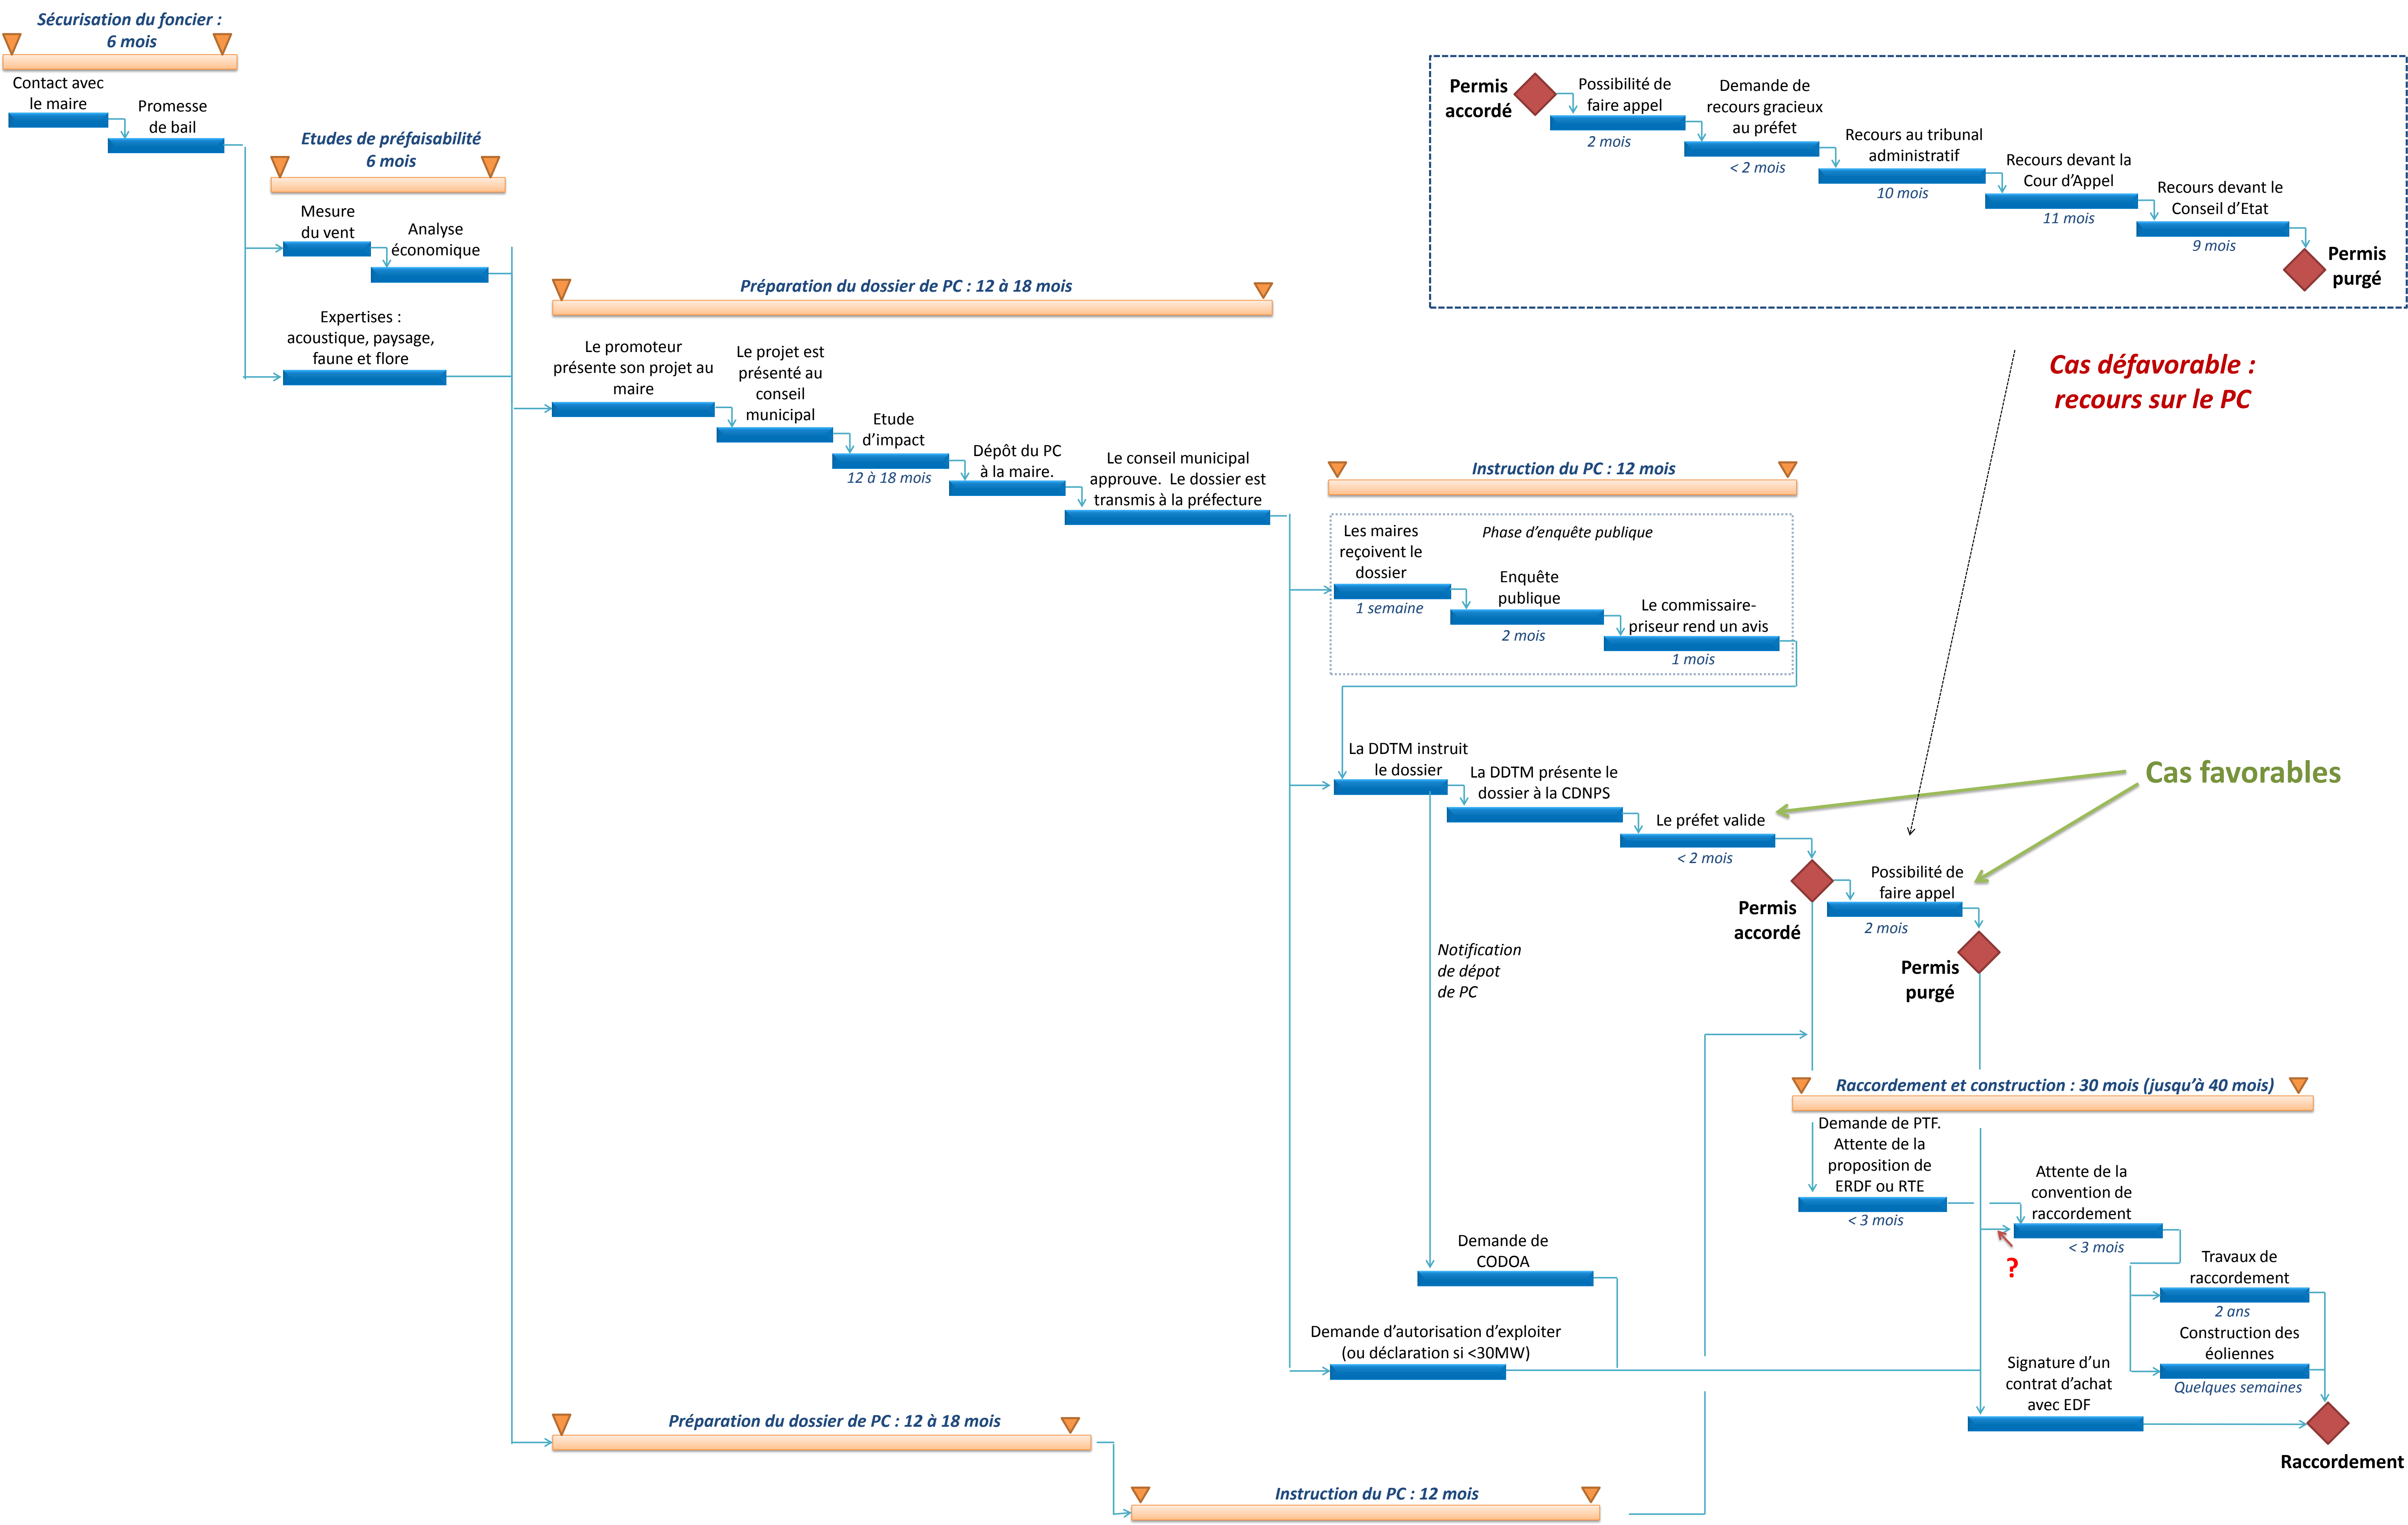 Sécurisation du foncier :
6 mois
Contact avec
le maire
Promesse
de bail
Etudes de préfaisabilité
6 mois
Mesure
du vent
Analyse
économique
Expertises :
acoustique, paysage,
faune et flore
Permis
accordé
Possibilité de
faire appel
2 mois
Demande de
recours gracieux
au préfet
< 2 mois
Recours au tribunal
administratif
10 mois
Recours devant la
Cour d’Appel
11 mois
Recours devant le
Conseil d’Etat
9 mois
Permis
purgé
Cas défavorable :
recours sur le PC
Préparation du dossier de PC : 12 à 18 mois
Le promoteur
présente son projet au
maire
Le projet est
présenté au
conseil
municipal
Etude
d’impact
12 à 18 mois
Dépôt du PC
à la maire.
Le conseil municipal
approuve. Le dossier est
transmis à la préfecture
Instruction du PC : 12 mois
Phase d’enquête publique
Les maires
reçoivent le
dossier
1 semaine
Enquête
publique
2 mois
Le commissaire-
priseur rend un avis
1 mois
La DDTM instruit
le dossier
La DDTM présente le
dossier à la CDNPS
Le préfet valide
< 2 mois
Cas favorables
Permis
accordé
Possibilité de
faire appel
2 mois
Permis
purgé
Notification
de dépot
de PC
Raccordement et construction : 30 mois (jusqu’à 40 mois)
Demande de PTF.
Attente de la
proposition de
ERDF ou RTE
< 3 mois
Attente de la
convention de
raccordement
< 3 mois
?
Travaux de
raccordement
2 ans
Construction des
éoliennes
Quelques semaines
Demande de
CODOA
Demande d’autorisation d’exploiter
(ou déclaration si <30MW)
Signature d’un
contrat d’achat
avec EDF
Raccordement
Préparation du dossier de PC : 12 à 18 mois
Instruction du PC : 12 mois